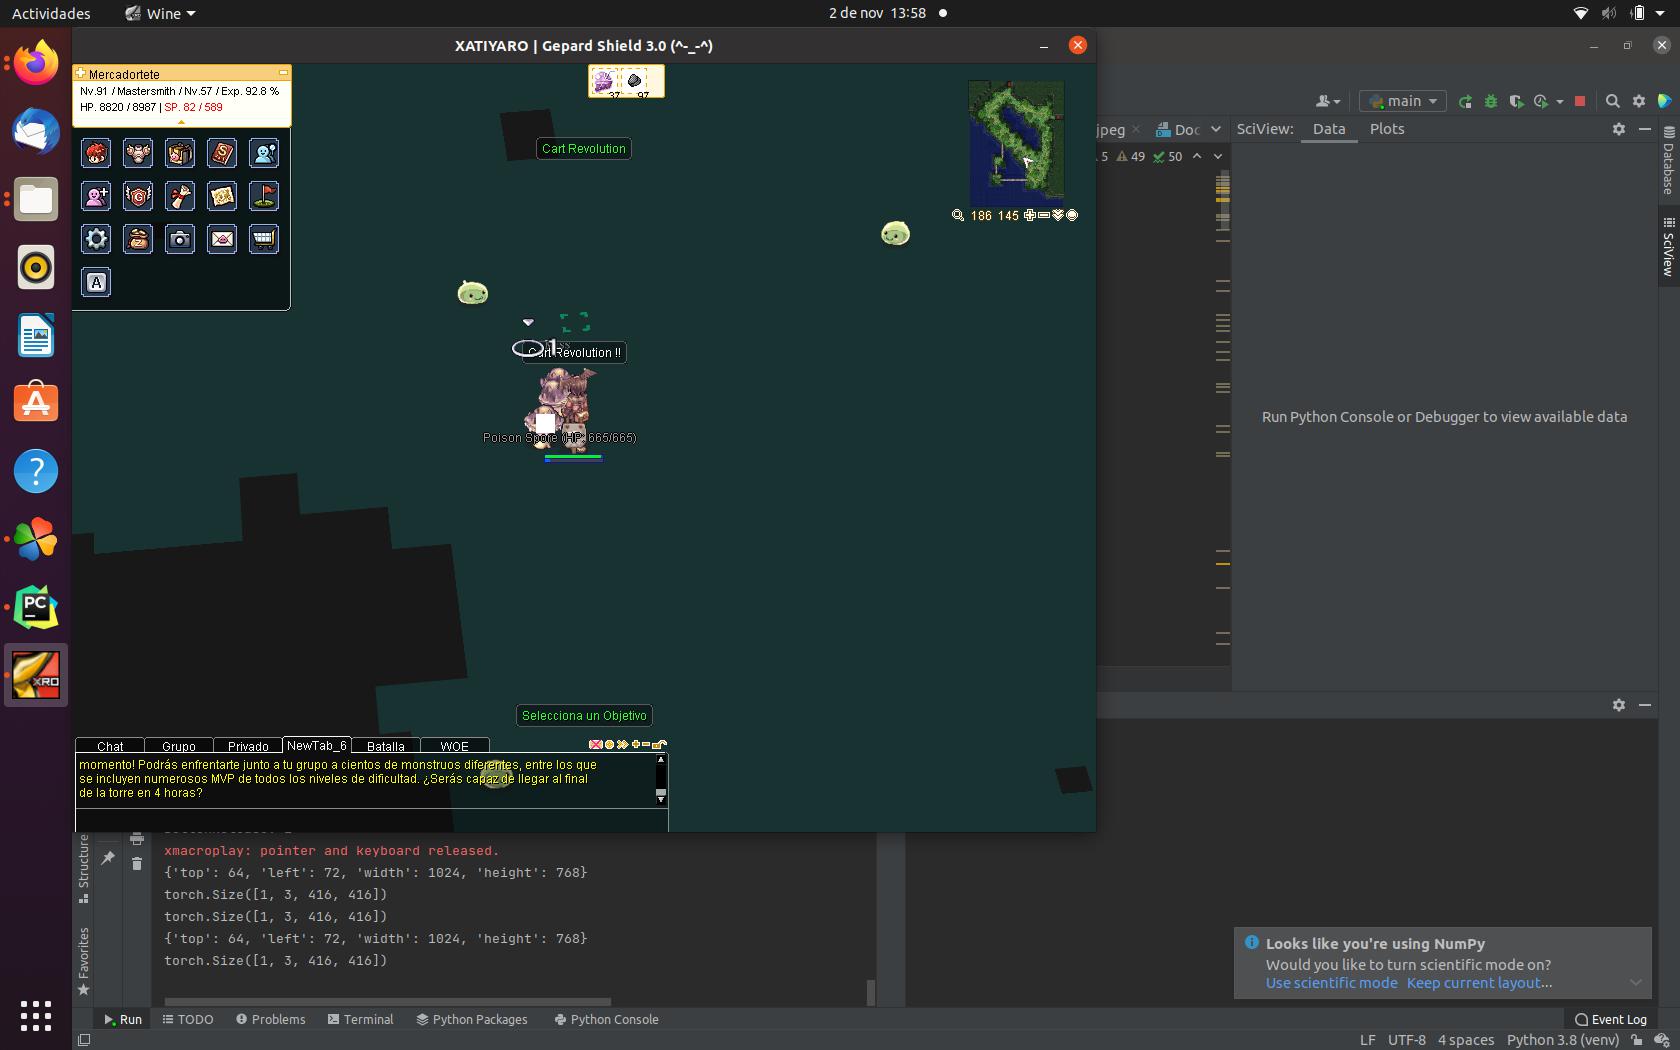 Actividades
Wine
2 de nov 13:58
XATIYARO | Gepard Shield 3.0 (^-_-^)
Mercadortete
Nv.91 / Mastersmith / Nv.57 / Exp. 92.8 %
HP. 8820 / 8987 | SP. 82 / 589
37 97
Cart Revolution
186 145
Cart Revolution !!
1
Poison Spore (HP: 665/665)
Selecciona un Objetivo
Chat Grupo Privado NewTab_6 Batalla WOE
momento! Podrás enfrentarte junto a tu grupo a cientos de monstruos diferentes, entre los que
se incluyen numerosos MVP de todos los niveles de dificultad. ¿Serás capaz de llegar al final
de la torre en 4 horas?
A
PC
XRO
main
jpeg
Doc
SciView: Data Plots
5 49 50
Database
SciView
Run Python Console or Debugger to view available data
Structure
Favorites
xmacroplay: pointer and keyboard released.
{'top': 64, 'left': 72, 'width': 1024, 'height': 768}
torch.Size([1, 3, 416, 416])
torch.Size([1, 3, 416, 416])
{'top': 64, 'left': 72, 'width': 1024, 'height': 768}
torch.Size([1, 3, 416, 416])
Looks like you're using NumPy
Would you like to turn scientific mode on?
Use scientific mode Keep current layout...
Run TODO Problems Terminal Python Packages Python Console Event Log
LF UTF-8 4 spaces Python 3.8 (venv)